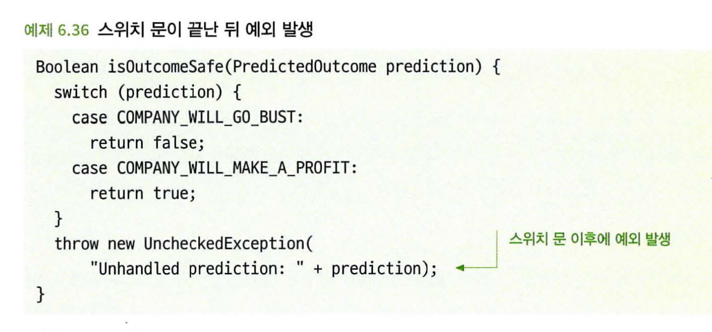 예제 6.36 스위치 문이 끝난 뒤 예외 발생
Boolean isOutcomeSafe(PredictedOutcome prediction) {
  switch (prediction) {
    case COMPANY_WILL_GO_BUST:
      return false;
    case COMPANY_WILL_MAKE_A_PROFIT:
      return true;
  }
  throw new UncheckedException(
      "Unhandled prediction: " + prediction);
스위치 문 이후에 예외 발생
}